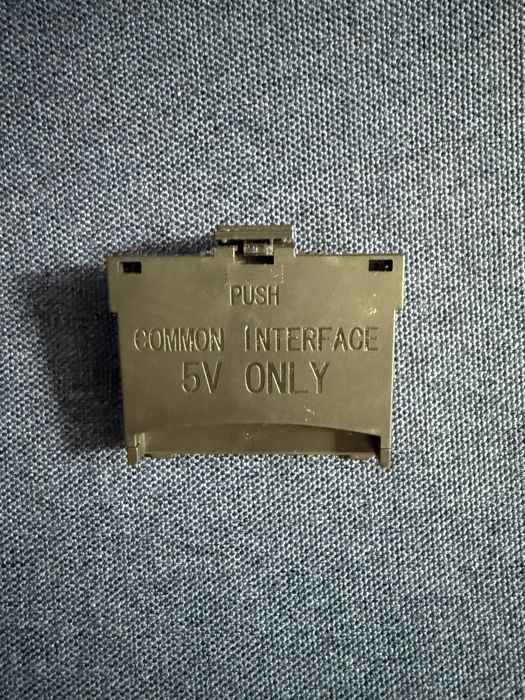 PUSH
COMMON INTERFACE
5V ONLY